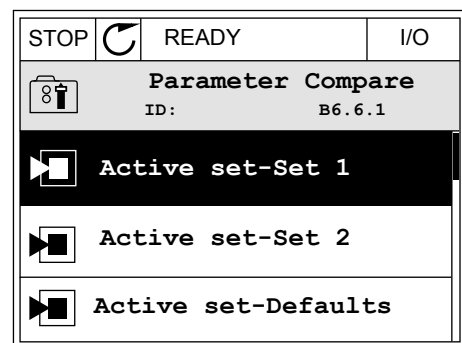 STOP READY I/O
Parameter Compare
ID: B6.6.1
Active set-Set 1
Active set-Set 2
Active set-Defaults